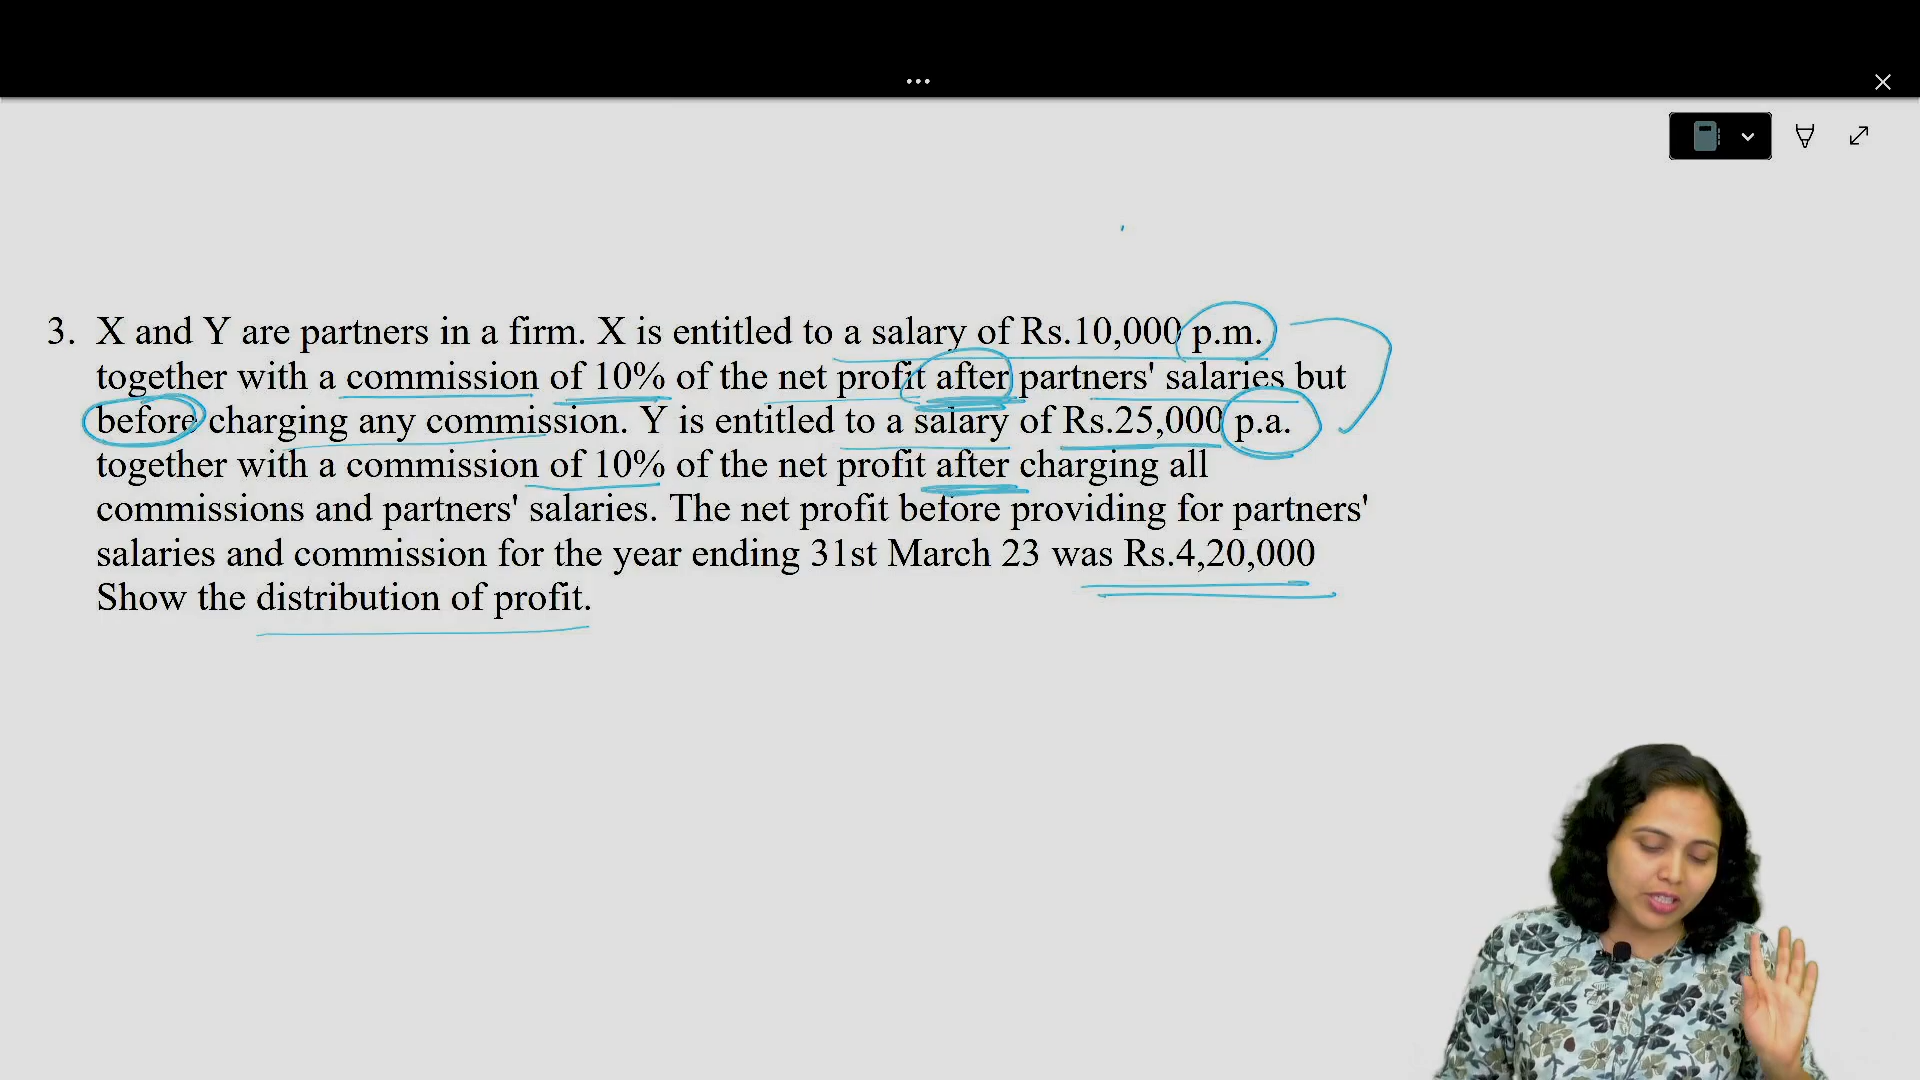 3. X and Y are partners in a firm. X is entitled to a salary of Rs.10,000 p.m.
together with a commission of 10% of the net profit after partners' salaries but
before charging any commission. Y is entitled to a salary of Rs.25,000 p.a.
together with a commission of 10% of the net profit after charging all
commissions and partners' salaries. The net profit before providing for partners'
salaries and commission for the year ending 31st March 23 was Rs.4,20,000
Show the distribution of profit.